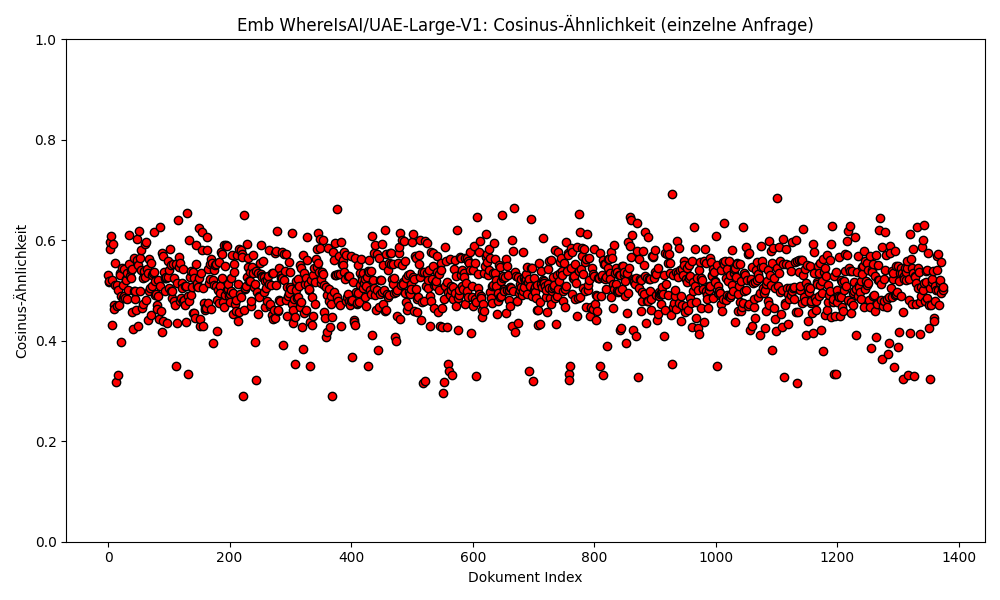 Emb WhereIsAI/UAE-Large-V1: Cosinus-Ähnlichkeit (einzelne Anfrage)
1.0
0.8
0.6
0.4
0.2
0.0
Cosinus-Ähnlichkeit
0 200 400 600 800 1000 1200 1400
Dokument Index